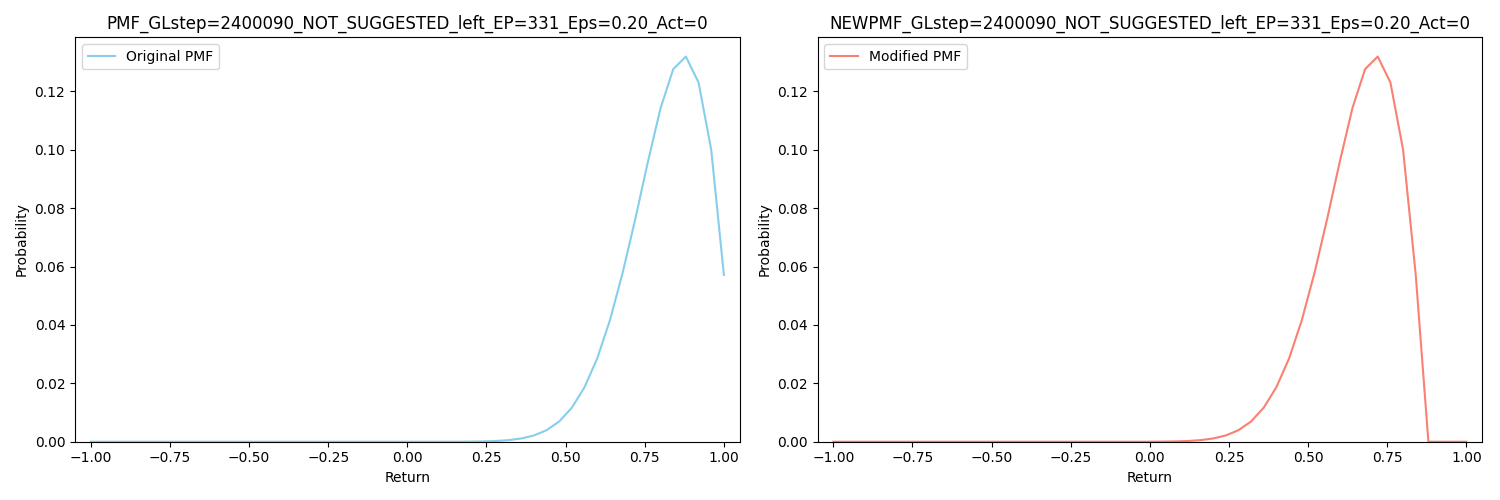 PMF_GLstep=2400090_NOT_SUGGESTED_left_EP=331_Eps=0.20_Act=0
Original PMF
Probability
0.12
0.10
0.08
0.06
0.04
0.02
0.00
−1.00 −0.75 −0.50 −0.25 0.00 0.25 0.50 0.75 1.00
Return
NEWPMF_GLstep=2400090_NOT_SUGGESTED_left_EP=331_Eps=0.20_Act=0
Modified PMF
Probability
0.12
0.10
0.08
0.06
0.04
0.02
0.00
−1.00 −0.75 −0.50 −0.25 0.00 0.25 0.50 0.75 1.00
Return